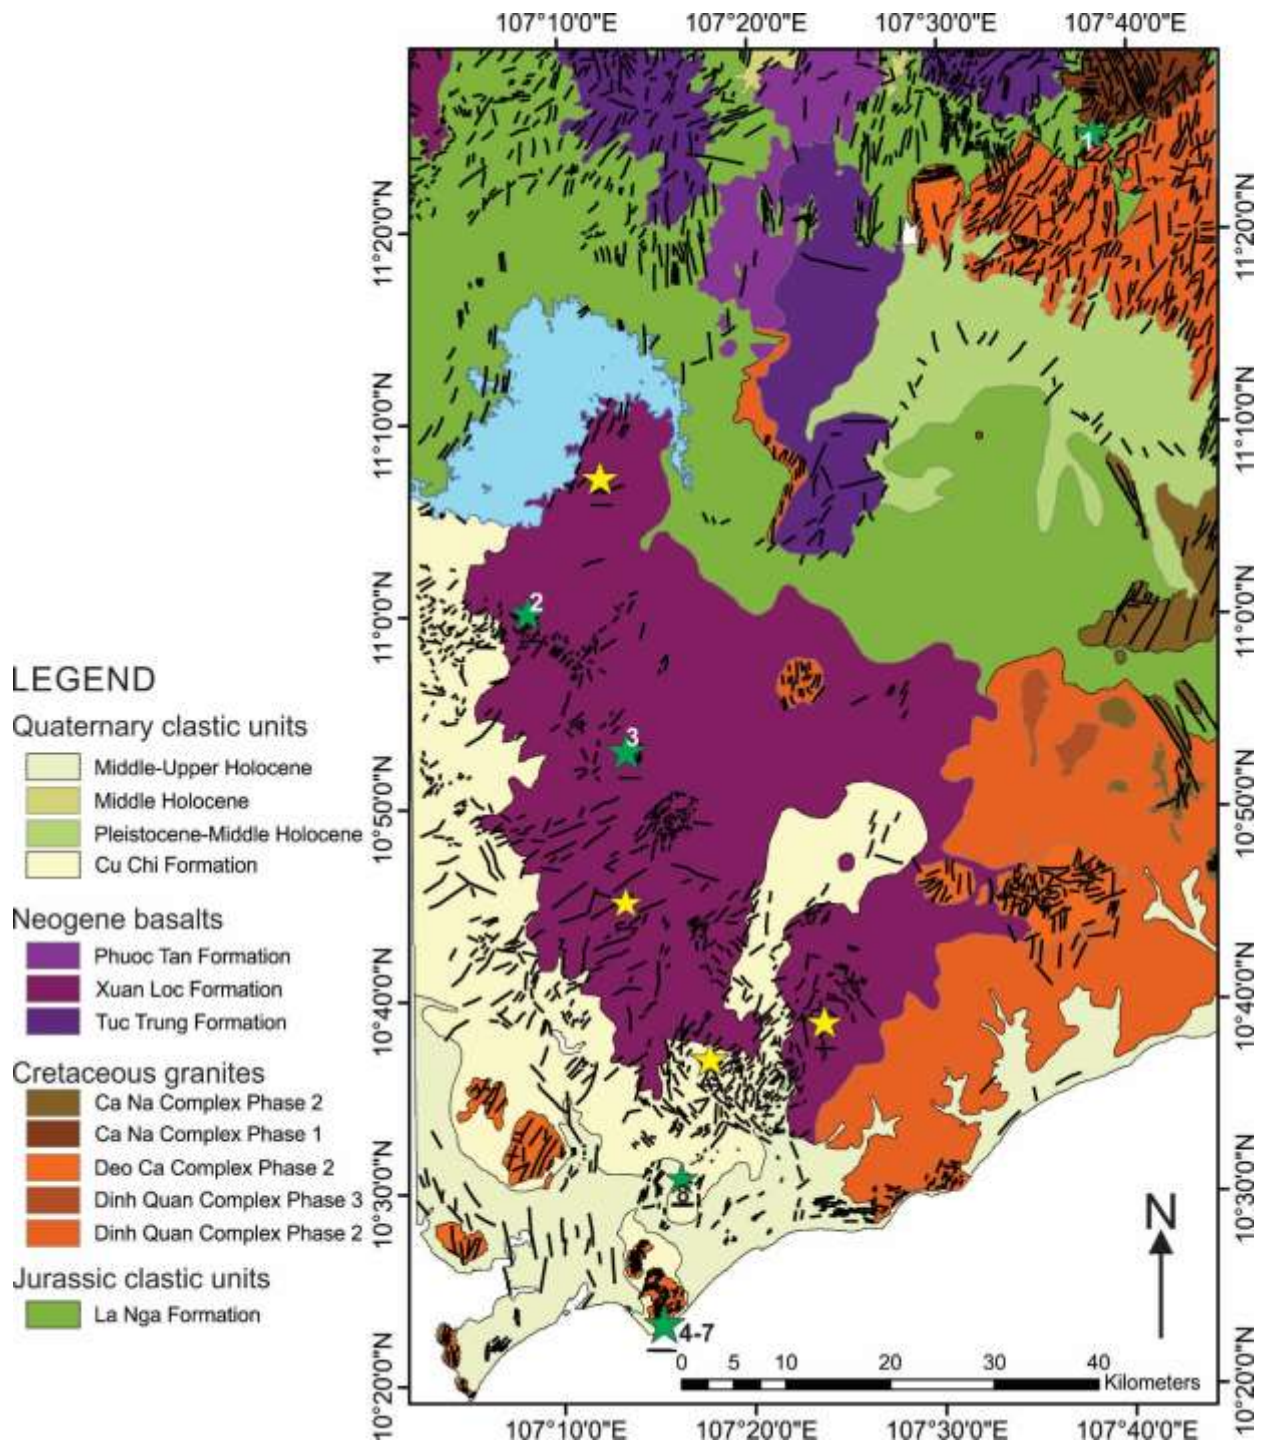 107°10'0"E 107°20'0"E 107°30'0"E 107°40'0"E
1
11°20'0"N 11°20'0"N
11°10'0"N 11°10'0"N
2
11°0'0"N 11°0'0"N
LEGEND
Quaternary clastic units
Middle-Upper Holocene
Middle Holocene
Pleistocene-Middle Holocene
Cu Chi Formation
Neogene basalts
Phuoc Tan Formation
Xuan Loc Formation
Tuc Trung Formation
Cretaceous granites
Ca Na Complex Phase 2
Ca Na Complex Phase 1
Deo Ca Complex Phase 2
Dinh Quan Complex Phase 3
Dinh Quan Complex Phase 2
Jurassic clastic units
La Nga Formation
3
10°50'0"N 10°50'0"N
10°40'0"N 10°40'0"N
8
10°30'0"N 10°30'0"N
N
4-7
0 5 10 20 30 40
Kilometers
10°20'0"N 10°20'0"N
107°10'0"E 107°20'0"E 107°30'0"E 107°40'0"E